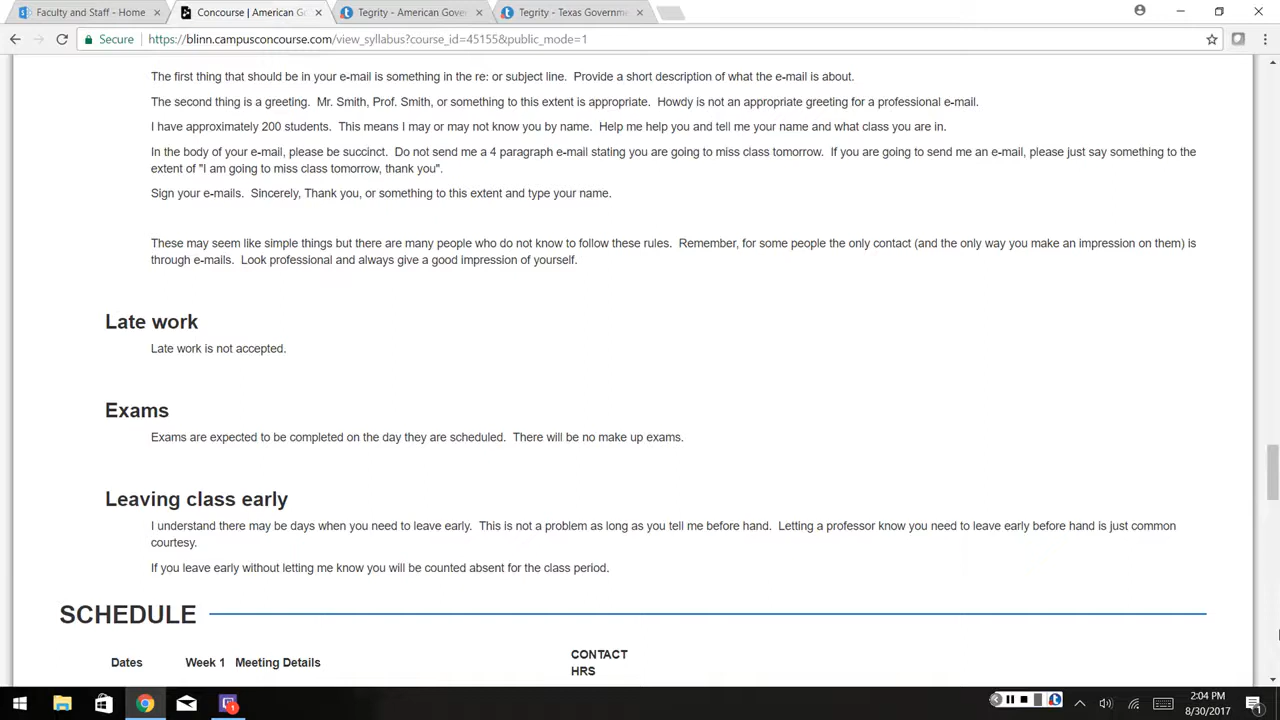 Faculty and Staff - Home
Concourse | American G
Tegrity - American Gove
Tegrity - Texas Governme
Secure
https://blinn.campusconcourse.com/view_syllabus?course_id=45155&public_mode=1
The first thing that should be in your e-mail is something in the re: or subject line.  Provide a short description of what the e-mail is about.
The second thing is a greeting.  Mr. Smith, Prof. Smith, or something to this extent is appropriate.  Howdy is not an appropriate greeting for a professional e-mail.
I have approximately 200 students.  This means I may or may not know you by name.  Help me help you and tell me your name and what class you are in.
In the body of your e-mail, please be succinct.  Do not send me a 4 paragraph e-mail stating you are going to miss class tomorrow.  If you are going to send me an e-mail, please just say something to the
extent of "I am going to miss class tomorrow, thank you".
Sign your e-mails.  Sincerely, Thank you, or something to this extent and type your name.
These may seem like simple things but there are many people who do not know to follow these rules.  Remember, for some people the only contact (and the only way you make an impression on them) is
through e-mails.  Look professional and always give a good impression of yourself.
Late work
Late work is not accepted.
Exams
Exams are expected to be completed on the day they are scheduled.  There will be no make up exams.
Leaving class early
I understand there may be days when you need to leave early.  This is not a problem as long as you tell me before hand.  Letting a professor know you need to leave early before hand is just common
courtesy.
If you leave early without letting me know you will be counted absent for the class period.
SCHEDULE
Dates Week 1 Meeting Details CONTACT
HRS
2:04 PM
8/30/2017